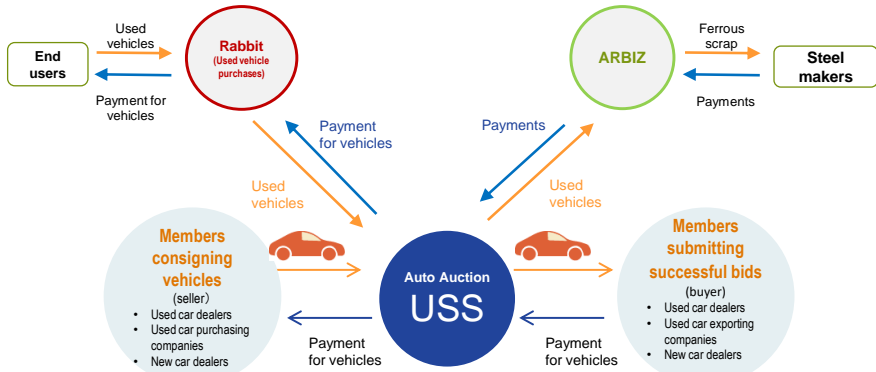 Used
vehicles
End
users
Payment for
vehicles
Rabbit
(Used vehicle
purchases)
ARBIZ
Ferrous
scrap
Steel
makers
Payments
Payment
for vehicles
Payments
Used
vehicles
Used
vehicles
Members
consigning
vehicles
(seller)
• Used car dealers
• Used car purchasing
companies
• New car dealers
Auto Auction
USS
Members
submitting
successful bids
(buyer)
• Used car dealers
• Used car exporting
companies
• New car dealers
Payment
for vehicles
Payment
for vehicles